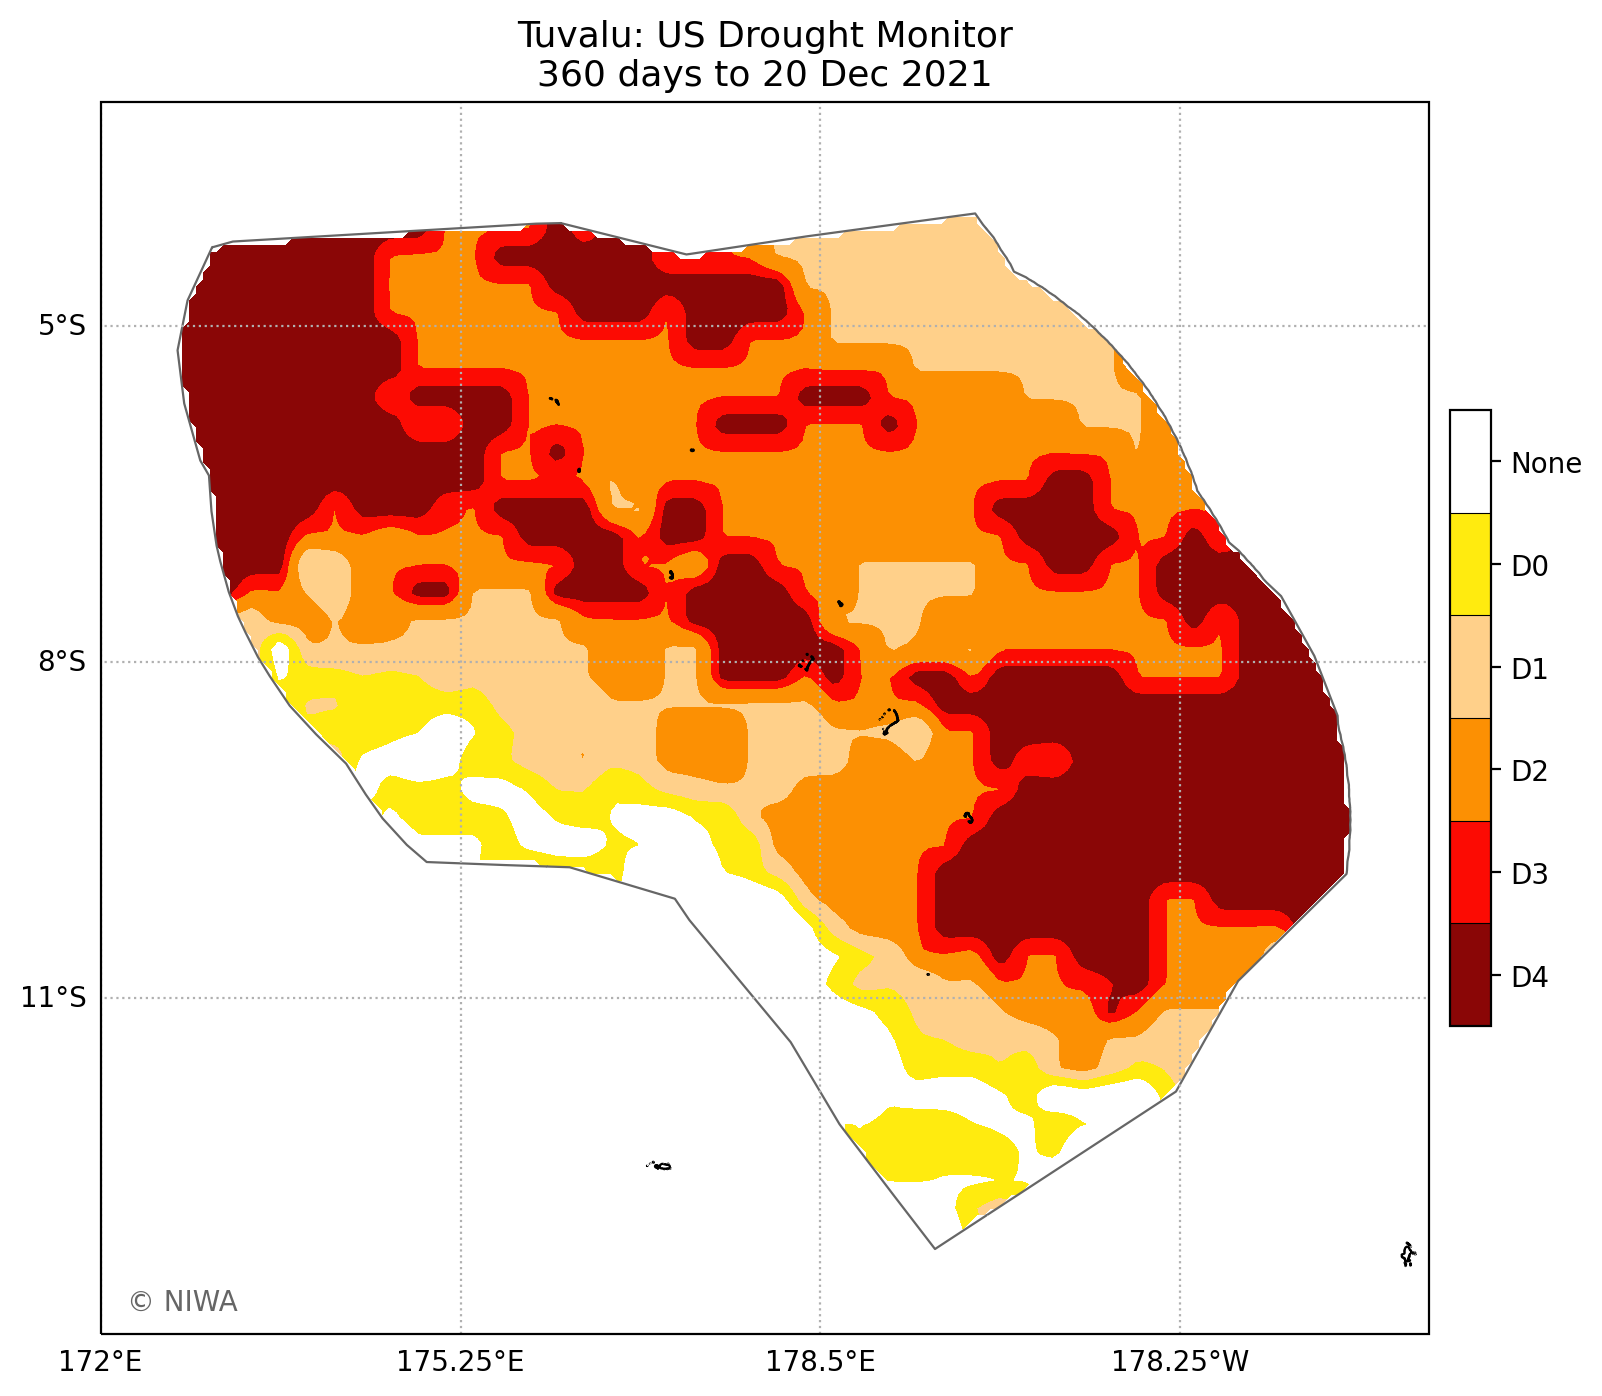 Tuvalu: US Drought Monitor
360 days to 20 Dec 2021
5°S
8°S
11°S
172°E
175.25°E
178.5°E
178.25°W
None
D0
D1
D2
D3
D4
© NIWA